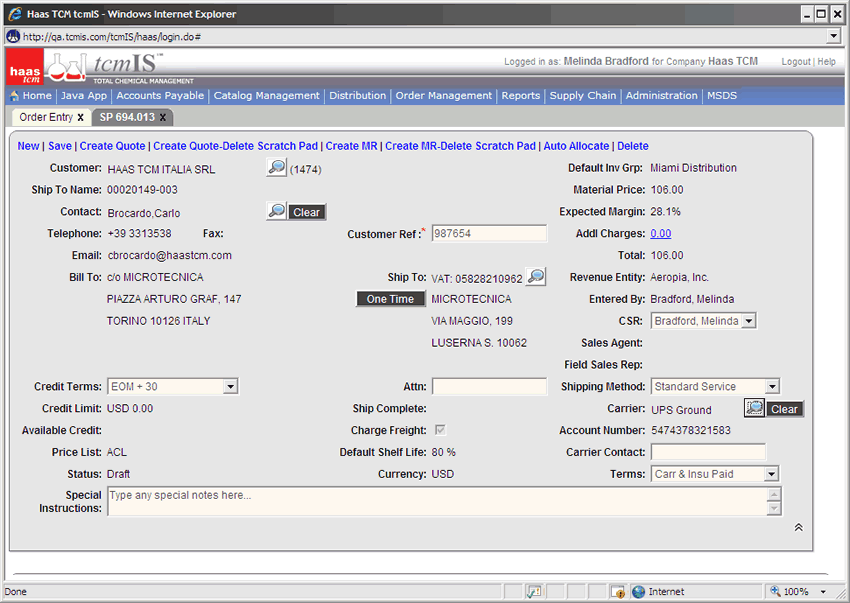 Haas TCM tcmIS - Windows Internet Explorer
http://qa.tcmis.com/tcmIS/haas/login.do#
haas tcm tcmIS™ TOTAL CHEMICAL MANAGEMENT
Logged in as: Melinda Bradford for Company Haas TCM Logout | Help
Home | Java App | Accounts Payable | Catalog Management | Distribution | Order Management | Reports | Supply Chain | Administration | MSDS
Order Entry x SP 694.013 x
New | Save | Create Quote | Create Quote-Delete Scratch Pad | Create MR | Create MR-Delete Scratch Pad | Auto Allocate | Delete
Customer: HAAS TCM ITALIA SRL (1474) Default Inv Grp: Miami Distribution
Ship To Name: 00020149-003 Material Price: 106.00
Contact: Brocardo,Carlo Clear Expected Margin: 28.1%
Telephone: +39 3313538 Fax: Customer Ref :* 987654 Addl Charges: 0.00
Email: cbrocardo@haastcm.com Total: 106.00
Bill To: c/o MICROTECNICA Ship To: VAT: 05828210962 Revenue Entity: Aeropia, Inc.
PIAZZA ARTURO GRAF, 147 One Time MICROTECNICA Entered By: Bradford, Melinda
TORINO 10126 ITALY VIA MAGGIO, 199 CSR: Bradford, Melinda
LUSERNA S. 10062 Sales Agent:
Field Sales Rep:
Credit Terms: EOM + 30 Attn: Shipping Method: Standard Service
Credit Limit: USD 0.00 Ship Complete: Carrier: UPS Ground Clear
Available Credit: Charge Freight: Account Number: 5474378321583
Price List: ACL Default Shelf Life: 80 % Carrier Contact:
Status: Draft Currency: USD Terms: Carr & Insu Paid
Special Instructions: Type any special notes here...
Done Internet 100%